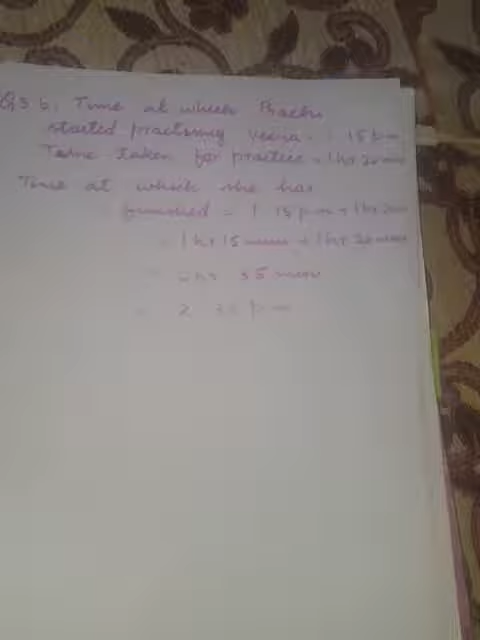 Q3 b. Time at which Prachi
started practising veena = 1 15 pm
Time taken for practice = 1 hr 20 min
Time at which she has
finished = 1 15 pm + 1 hr 20 min
= 1 hr 15 min + 1 hr 20 min
= 2 hr 35 min
= 2 35 pm